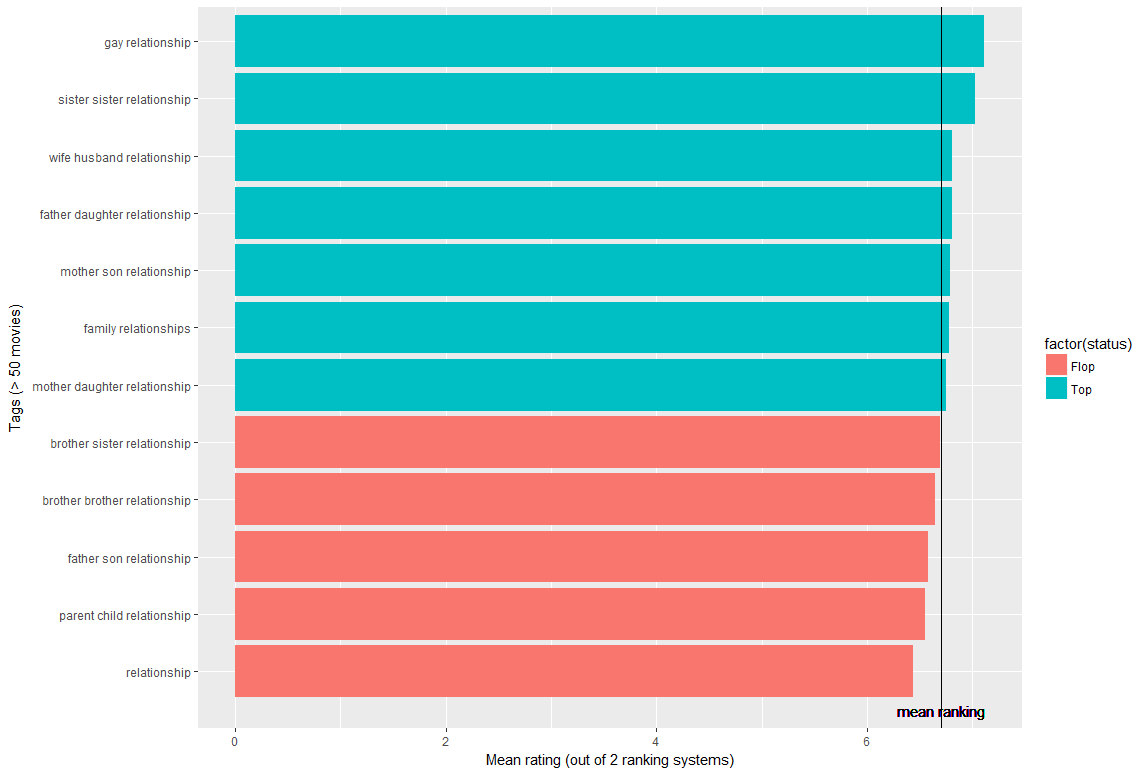 gay relationship
sister sister relationship
wife husband relationship
father daughter relationship
mother son relationship
family relationships
mother daughter relationship
brother sister relationship
brother brother relationship
father son relationship
parent child relationship
relationship
Tags (> 50 movies)
mean ranking
0 2 4 6
Mean rating (out of 2 ranking systems)
factor(status)
Flop
Top